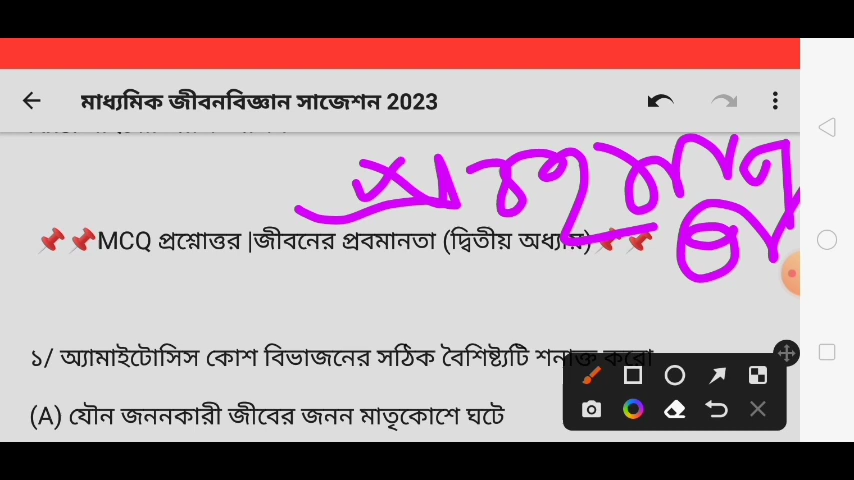 মাধ্যমিক জীবনবিজ্ঞান সাজেশন 2023
📌📌MCQ প্রশ্নোত্তর |জীবনের প্রবমানতা (দ্বিতীয় অধ্যায়)📌📌
১/ অ্যামাইটোসিস কোশ বিভাজনের সঠিক বৈশিষ্ট্যটি শনাক্ত করো
(A) যৌন জননকারী জীবের জনন মাতৃকোশে ঘটে